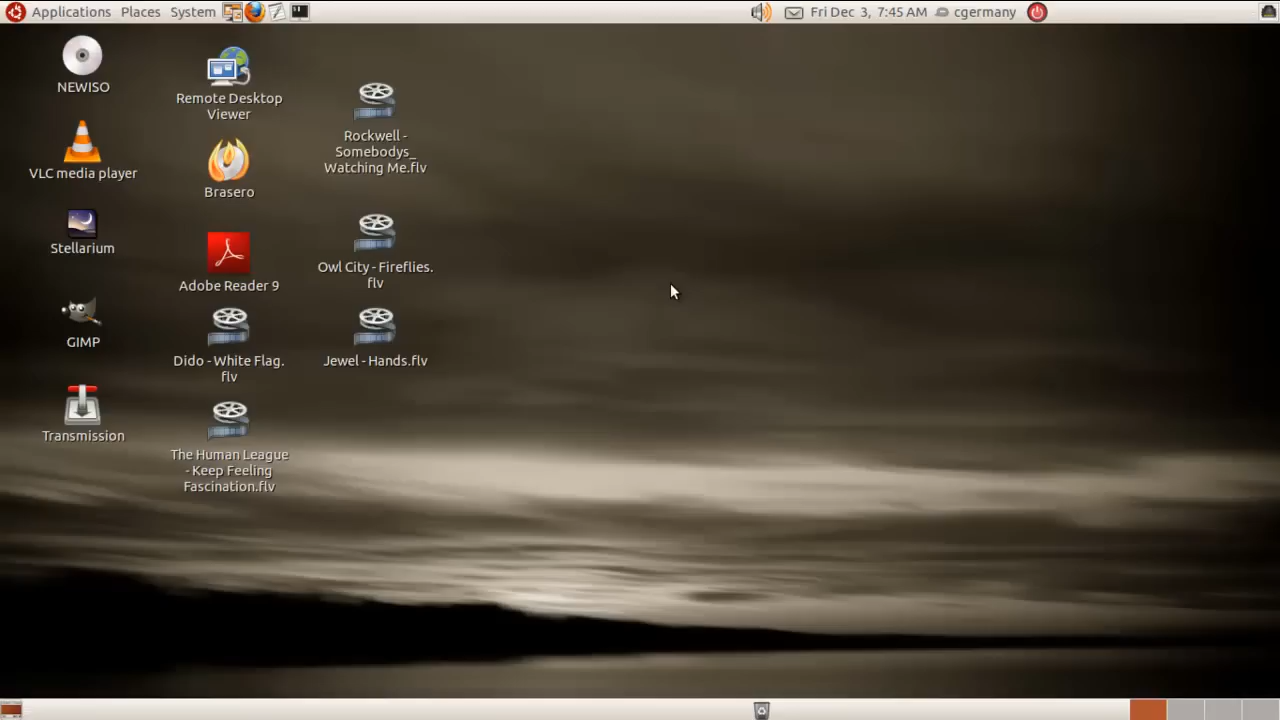 Applications Places System
Fri Dec 3, 7:45 AM cgermany
NEWISO
VLC media player
Stellarium
GIMP
Transmission
Remote Desktop
Viewer
Brasero
Adobe Reader 9
Dido - White Flag.
flv
The Human League
- Keep Feeling
Fascination.flv
Rockwell -
Somebodys_
Watching Me.flv
Owl City - Fireflies.
flv
Jewel - Hands.flv